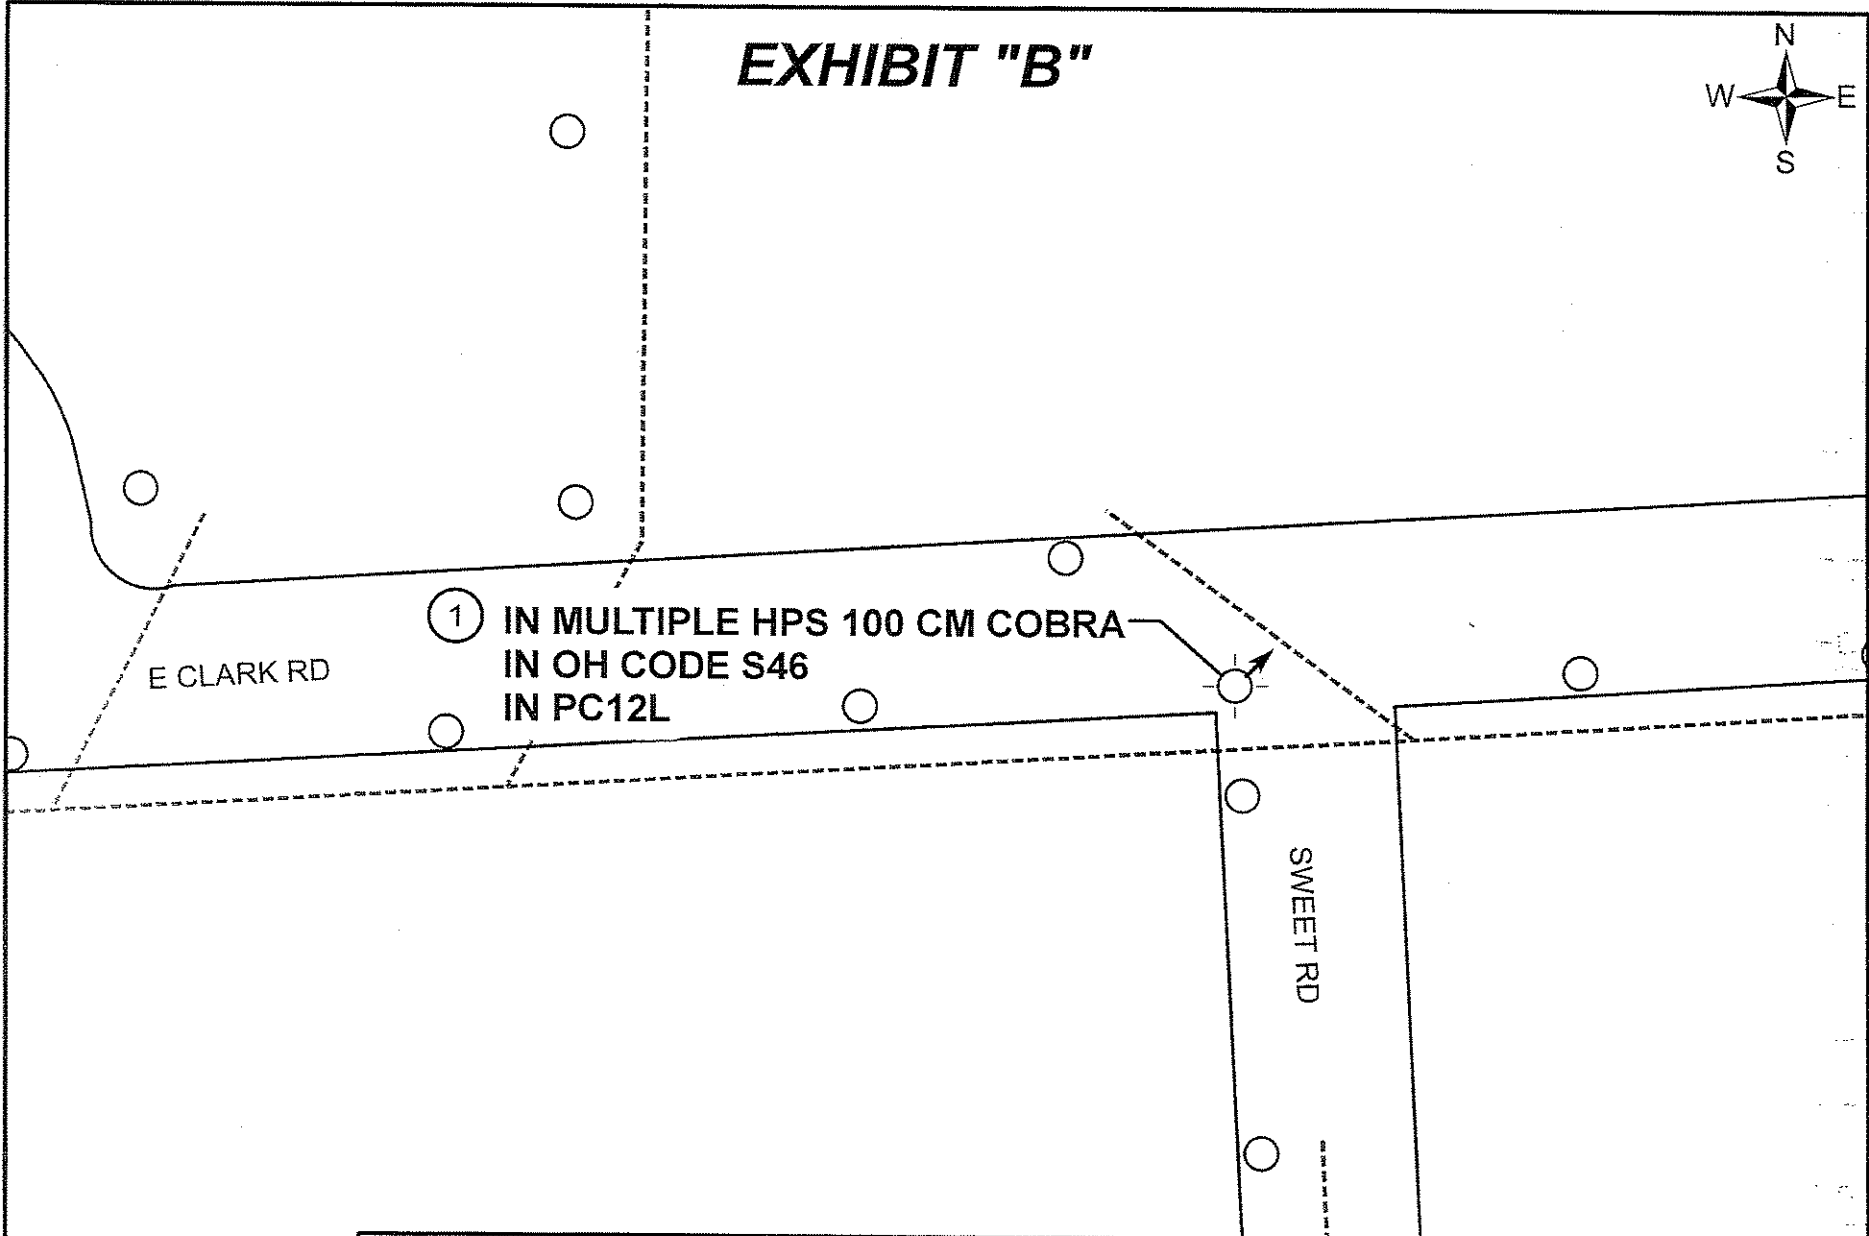 EXHIBIT "B"
N
W E
S
1 IN MULTIPLE HPS 100 CM COBRA
IN OH CODE S46
IN PC12L
E CLARK RD
SWEET RD